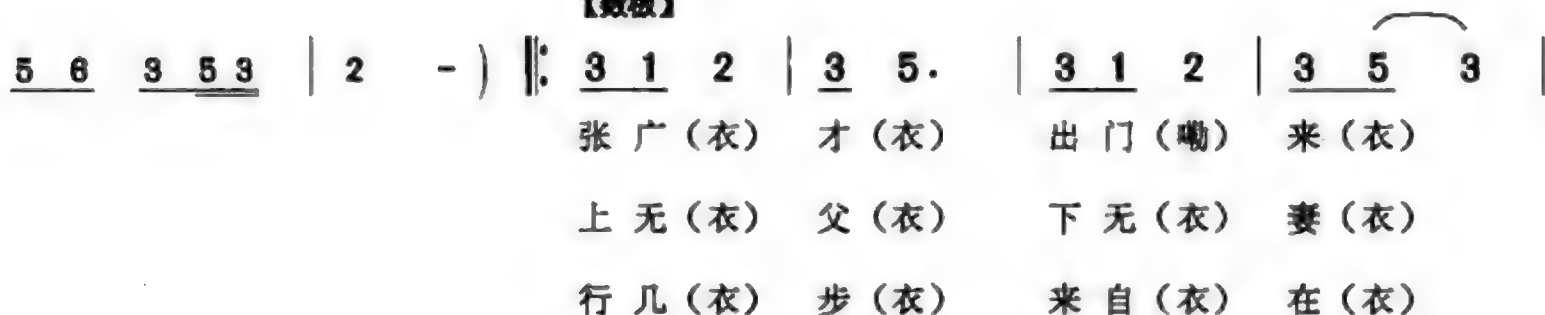 【数板】
5 6 3 5 3 | 2 - ) ‖: 3 1 2 | 3 5. | 3 1 2 | 3 5 3 |
张 广（衣） 才（衣） 出 门（嘞） 来（衣）
上 无（衣） 父（衣） 下 无（衣） 妻（衣）
行 几（衣） 步（衣） 来 自（衣） 在（衣）